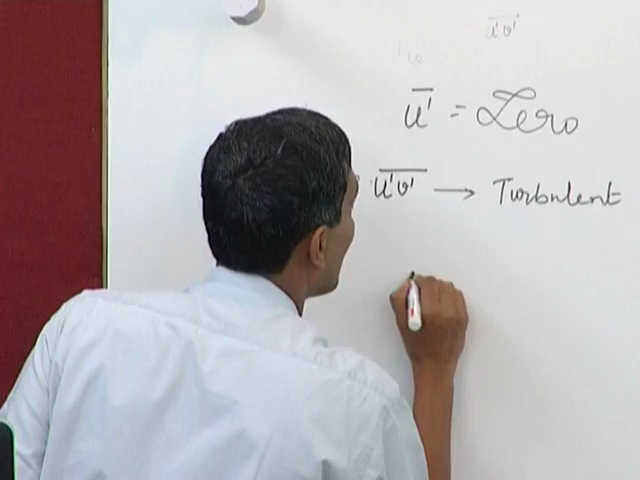 u'v'
u' = Zero
u'v' → Turbulent